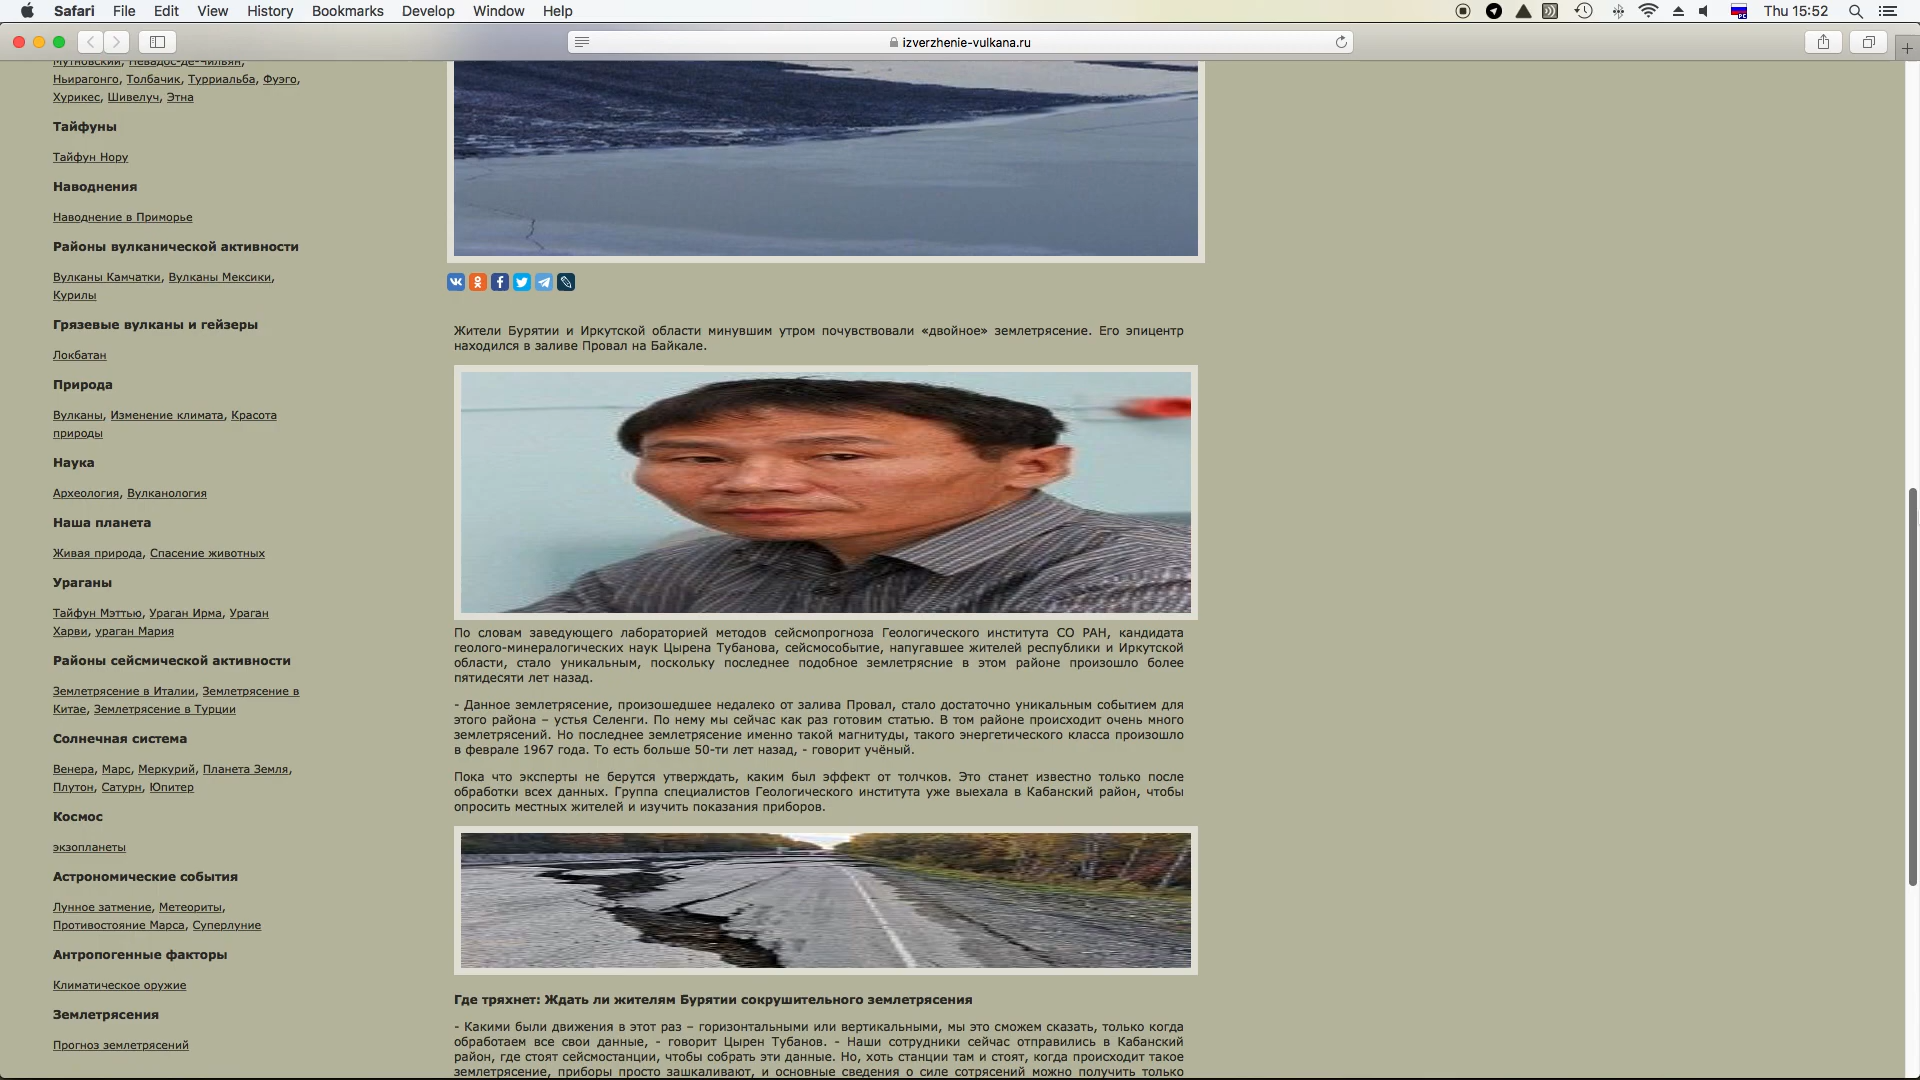 Safari File Edit View History Bookmarks Develop Window Help
Thu 15:52
izverzhenie-vulkana.ru
Мутновский, Невадос-де-Чильян,
Ньирагонго, Толбачик, Турриальба, Фуэго,
Хурикес, Шивелуч, Этна
Тайфуны
Тайфун Нору
Наводнения
Наводнение в Приморье
Районы вулканической активности
Вулканы Камчатки, Вулканы Мексики,
Курилы
Грязевые вулканы и гейзеры
Локбатан
Природа
Вулканы, Изменение климата, Красота
природы
Наука
Археология, Вулканология
Наша планета
Живая природа, Спасение животных
Ураганы
Тайфун Мэттью, Ураган Ирма, Ураган
Харви, ураган Мария
Районы сейсмической активности
Землетрясение в Италии, Землетрясение в
Китае, Землетрясение в Турции
Солнечная система
Венера, Марс, Меркурий, Планета Земля,
Плутон, Сатурн, Юпитер
Космос
экзопланеты
Астрономические события
Лунное затмение, Метеориты,
Противостояние Марса, Суперлуние
Антропогенные факторы
Климатическое оружие
Землетрясения
Прогноз землетрясений
Жители Бурятии и Иркутской области минувшим утром почувствовали «двойное» землетрясение. Его эпицентр
находился в заливе Провал на Байкале.
По словам заведующего лабораторией методов сейсмопрогноза Геологического института СО РАН, кандидата
геолого-минералогических наук Цырена Тубанова, сейсмособытие, напугавшее жителей республики и Иркутской
области, стало уникальным, поскольку последнее подобное землетрясние в этом районе произошло более
пятидесяти лет назад.
- Данное землетрясение, произошедшее недалеко от залива Провал, стало достаточно уникальным событием для
этого района – устья Селенги. По нему мы сейчас как раз готовим статью. В том районе происходит очень много
землетрясений. Но последнее землетрясение именно такой магнитуды, такого энергетического класса произошло
в феврале 1967 года. То есть больше 50-ти лет назад, - говорит учёный.
Пока что эксперты не берутся утверждать, каким был эффект от толчков. Это станет известно только после
обработки всех данных. Группа специалистов Геологического института уже выехала в Кабанский район, чтобы
опросить местных жителей и изучить показания приборов.
Где тряхнет: Ждать ли жителям Бурятии сокрушительного землетрясения
- Какими были движения в этот раз – горизонтальными или вертикальными, мы это сможем сказать, только когда
обработаем все свои данные, - говорит Цырен Тубанов. - Наши сотрудники сейчас отправились в Кабанский
район, где стоят сейсмостанции, чтобы собрать эти данные. Но, хоть станции там и стоят, когда происходит такое
землетрясение, приборы просто зашкаливают, и основные сведения о силе сотрясений можно получить только